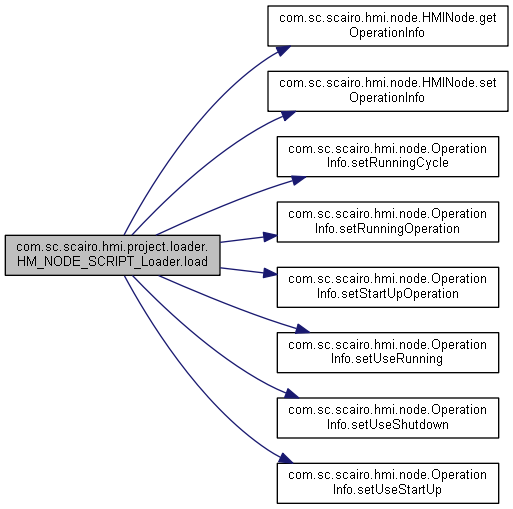 com.sc.scairo.hmi.node.HMINode.get
OperationInfo
com.sc.scairo.hmi.node.HMINode.set
OperationInfo
com.sc.scairo.hmi.node.Operation
Info.setRunningCycle
com.sc.scairo.hmi.node.Operation
Info.setRunningOperation
com.sc.scairo.hmi.project.loader.
HM_NODE_SCRIPT_Loader.load
com.sc.scairo.hmi.node.Operation
Info.setStartUpOperation
com.sc.scairo.hmi.node.Operation
Info.setUseRunning
com.sc.scairo.hmi.node.Operation
Info.setUseShutdown
com.sc.scairo.hmi.node.Operation
Info.setUseStartUp